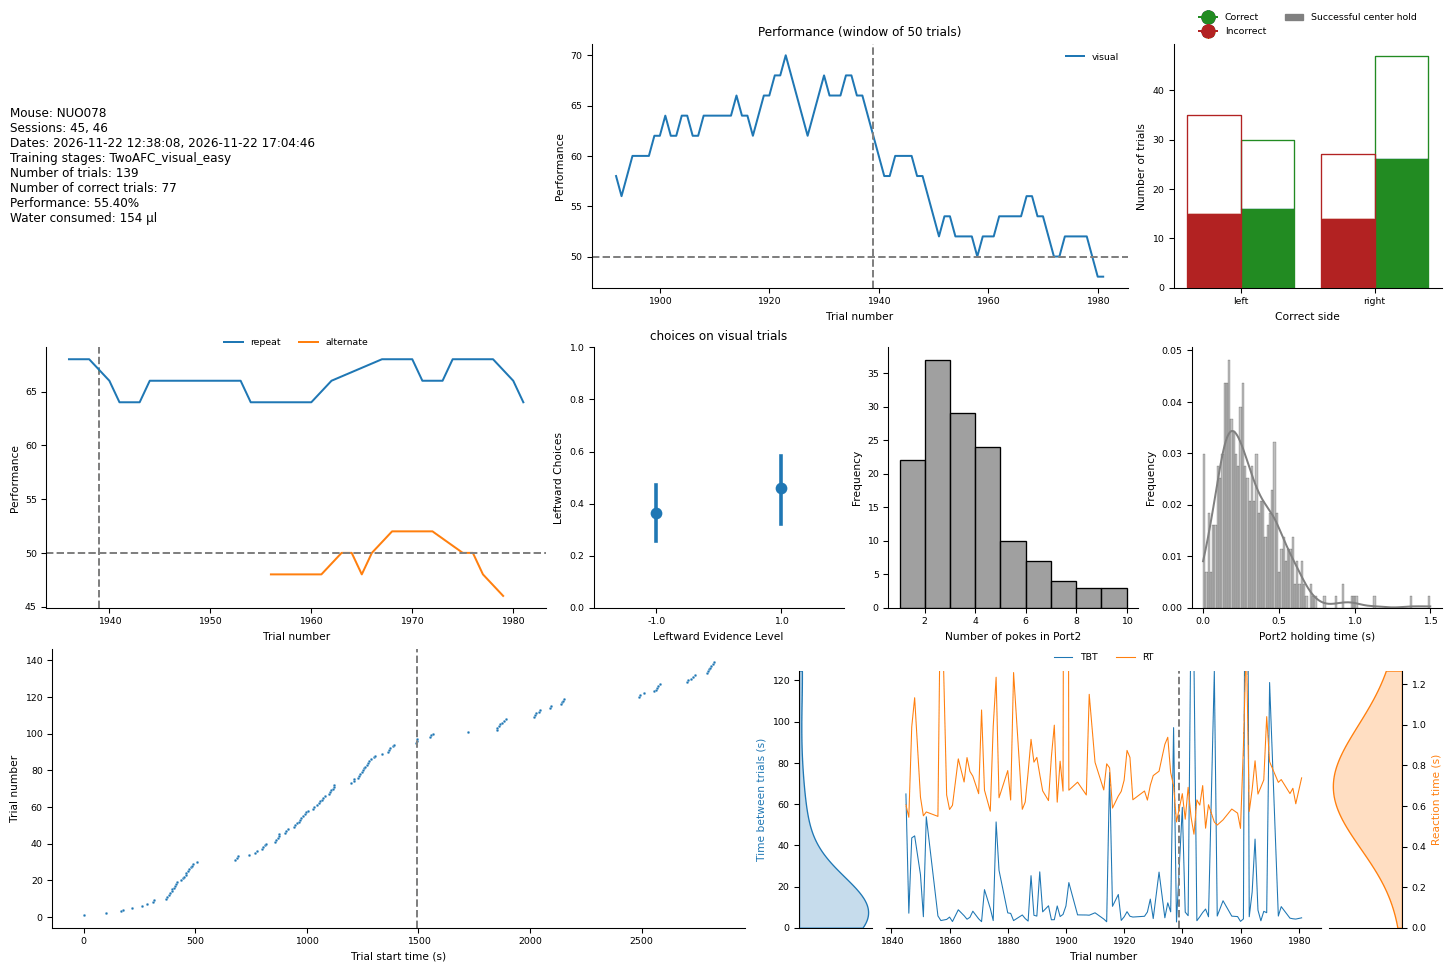 Mouse: NUO078
Sessions: 45, 46
Dates: 2026-11-22 12:38:08, 2026-11-22 17:04:46
Training stages: TwoAFC_visual_easy
Number of trials: 139
Number of correct trials: 77
Performance: 55.40%
Water consumed: 154 µl
Performance (window of 50 trials)
visual
70
65
60
55
50
Performance
1900 1920 1940 1960 1980
Trial number
Correct
Incorrect
Successful center hold
40
30
20
10
0
Number of trials
left right
Correct side
repeat alternate
65
60
55
50
45
Performance
1940 1950 1960 1970 1980
Trial number
choices on visual trials
1.0
0.8
0.6
0.4
0.2
0.0
Leftward Choices
-1.0 1.0
Leftward Evidence Level
35
30
25
20
15
10
5
0
Frequency
2 4 6 8 10
Number of pokes in Port2
0.05
0.04
0.03
0.02
0.01
0.00
Frequency
0.0 0.5 1.0 1.5
Port2 holding time (s)
140
120
100
80
60
40
20
0
Trial number
0 500 1000 1500 2000 2500
Trial start time (s)
TBT RT
120
100
80
60
40
20
0
Time between trials (s)
1840 1860 1880 1900 1920 1940 1960 1980
Trial number
1.2
1.0
0.8
0.6
0.4
0.2
0.0
Reaction time (s)